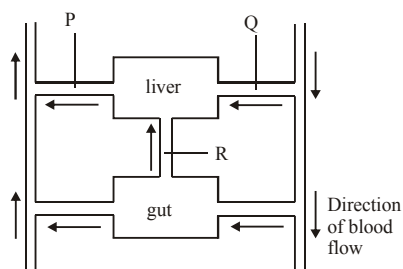 P
Q
liver
R
gut
Direction
of blood
flow